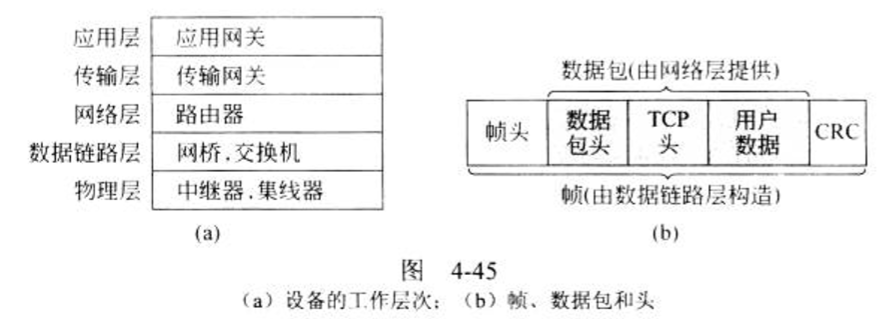 应用层 应用网关
传输层 传输网关
网络层 路由器
数据链路层 网桥,交换机
物理层 中继器,集线器
(a)
数据包(由网络层提供)
帧头 数据包头 TCP头 用户数据 CRC
帧(由数据链路层构造)
(b)
图 4-45
(a) 设备的工作层次; (b) 帧、数据包和头